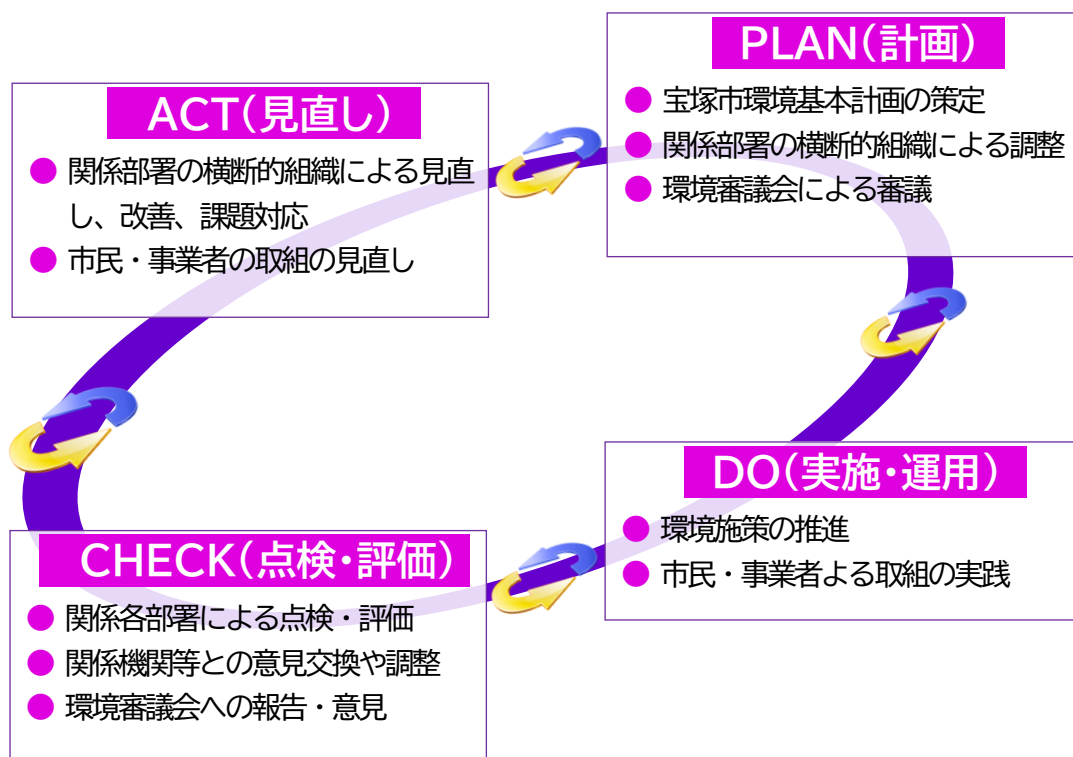 PLAN(計画)
● 宝塚市環境基本計画の策定
● 関係部署の横断的組織による調整
● 環境審議会による審議
DO(実施・運用)
● 環境施策の推進
● 市民・事業者よる取組の実践
CHECK(点検・評価)
● 関係各部署による点検・評価
● 関係機関等との意見交換や調整
● 環境審議会への報告・意見
ACT(見直し)
● 関係部署の横断的組織による見直
し、改善、課題対応
● 市民・事業者の取組の見直し